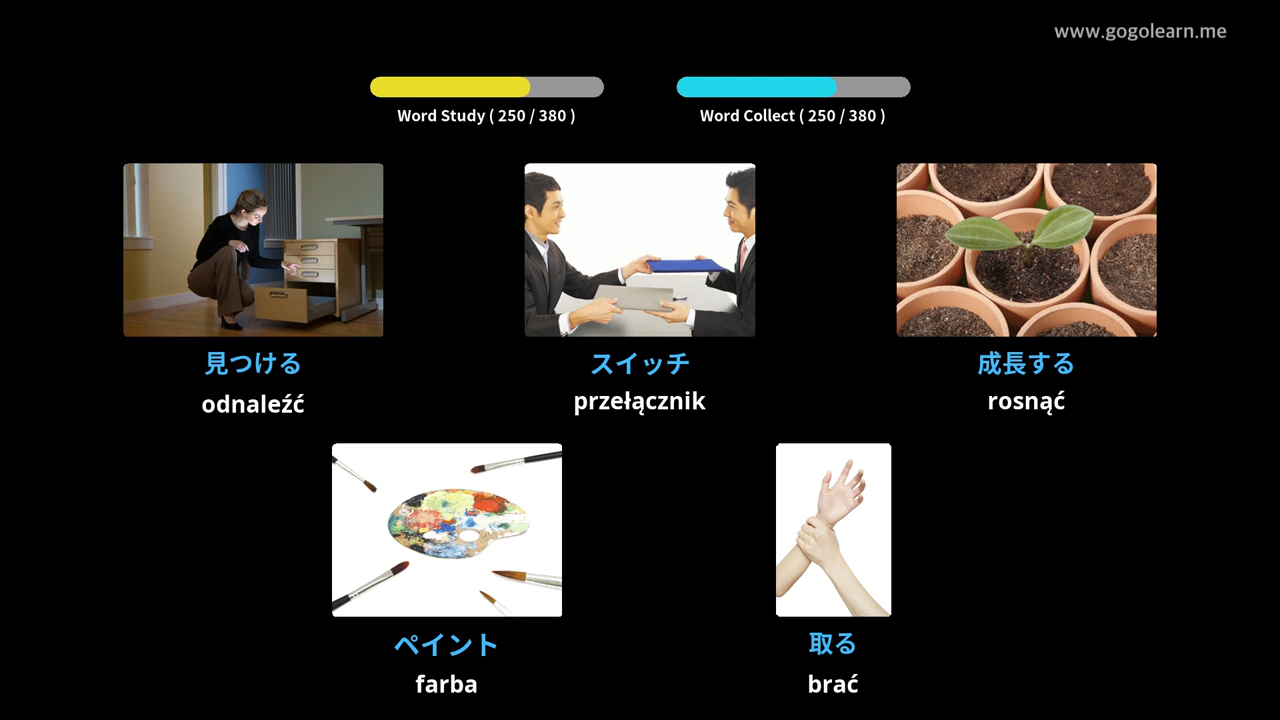 www.gogolearn.me
Word Study ( 250 / 380 )
Word Collect ( 250 / 380 )
見つける
odnaleźć
スイッチ
przełącznik
成長する
rosnąć
ペイント
farba
取る
brać